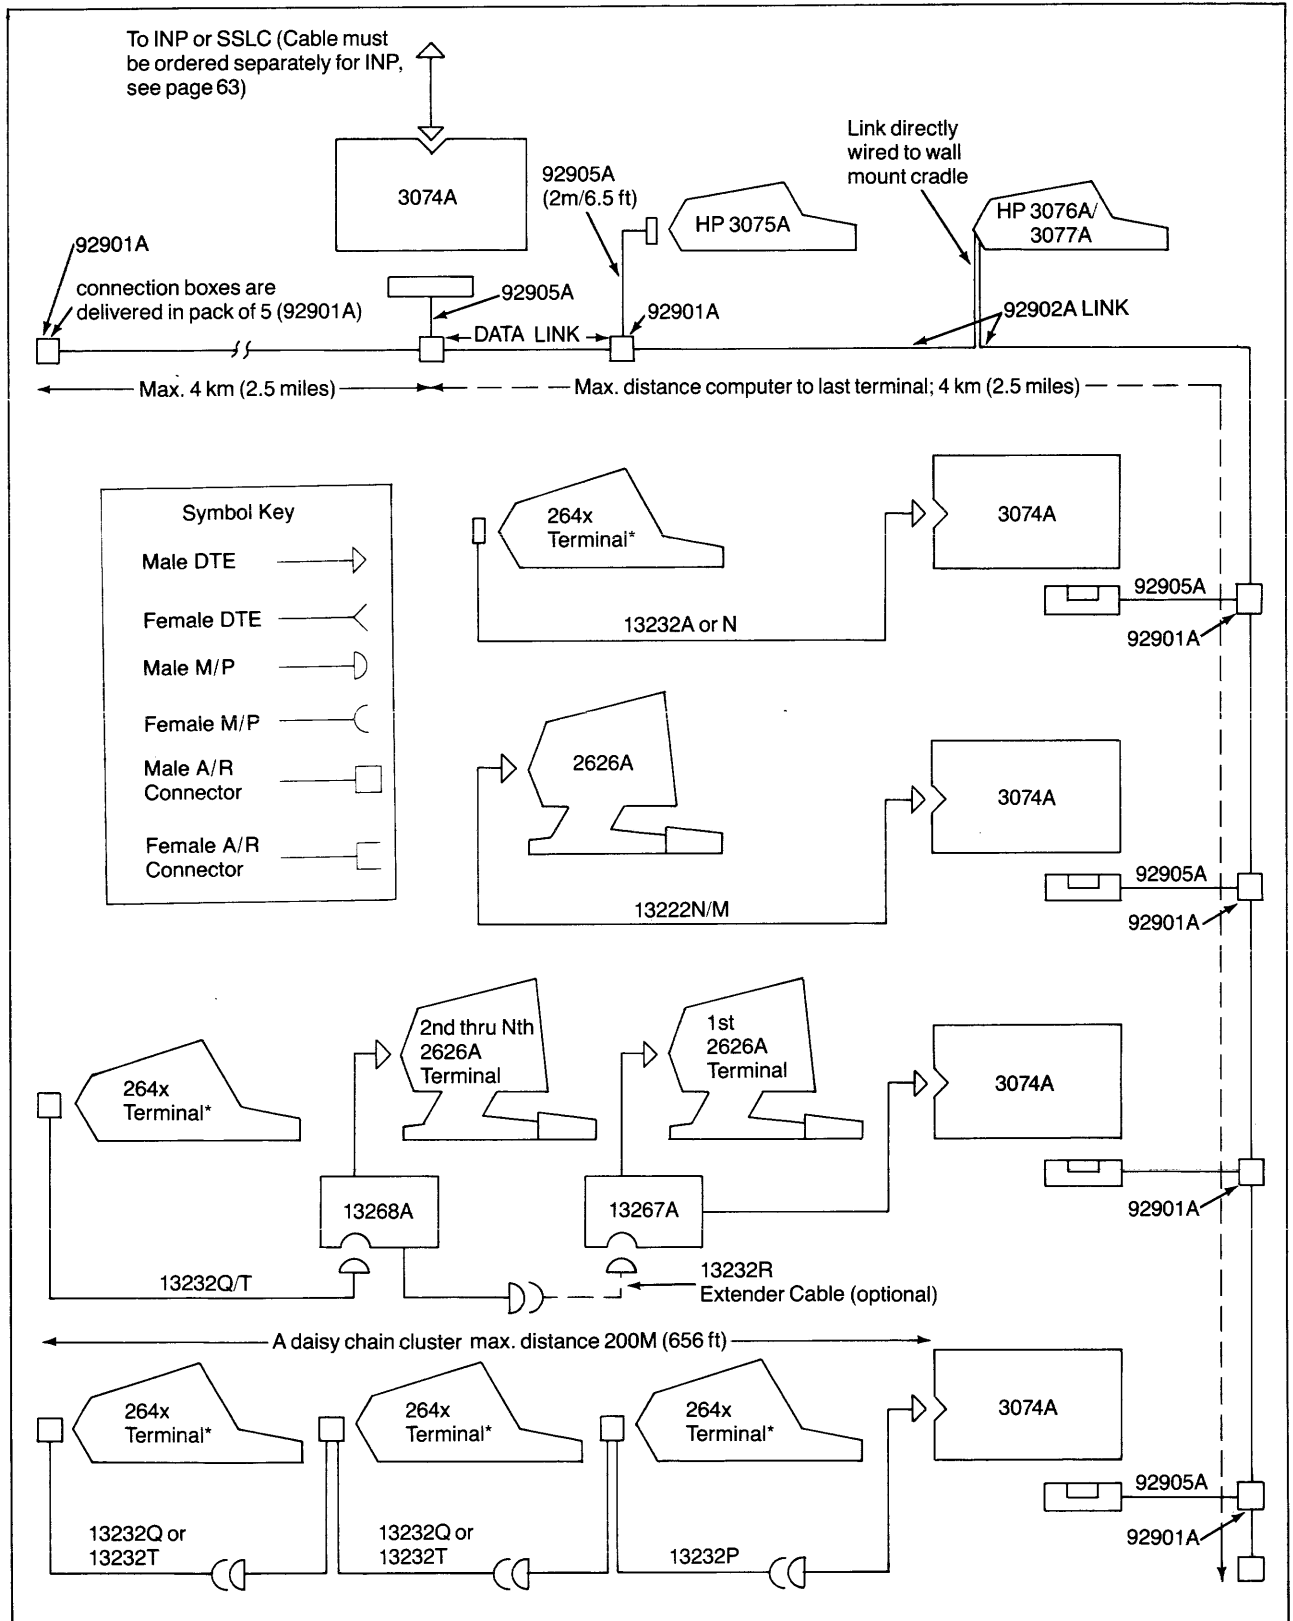 To INP or SSLC (Cable must
be ordered separately for INP,
see page 63)
3074A
92905A
(2m/6.5 ft)
HP 3075A
Link directly
wired to wall
mount cradle
HP 3076A/
3077A
92901A
connection boxes are
delivered in pack of 5 (92901A)
92905A
DATA LINK
92901A
92902A LINK
Max. 4 km (2.5 miles)
Max. distance computer to last terminal; 4 km (2.5 miles)
Symbol Key
Male DTE
Female DTE
Male M/P
Female M/P
Male A/R
Connector
Female A/R
Connector
264x
Terminal*
13232A or N
3074A
92905A
92901A
2626A
13222N/M
3074A
92905A
92901A
264x
Terminal*
2nd thru Nth
2626A
Terminal
1st
2626A
Terminal
3074A
13268A
13267A
92901A
13232Q/T
13232R
Extender Cable (optional)
A daisy chain cluster max. distance 200M (656 ft)
264x
Terminal*
264x
Terminal*
264x
Terminal*
3074A
92905A
92901A
13232Q or
13232T
13232Q or
13232T
13232P